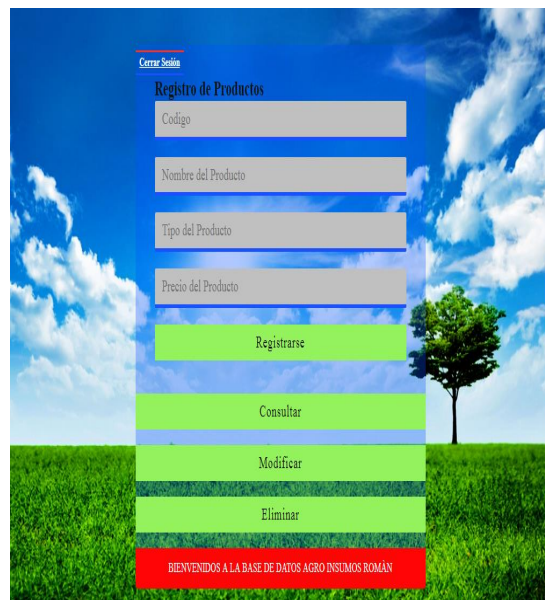 Cerrar Sesión
Registro de Productos
Codigo
Nombre del Producto
Tipo del Producto
Precio del Producto
Registrarse
Consultar
Modificar
Eliminar
BIENVENIDOS A LA BASE DE DATOS AGRO INSUMOS ROMÁN